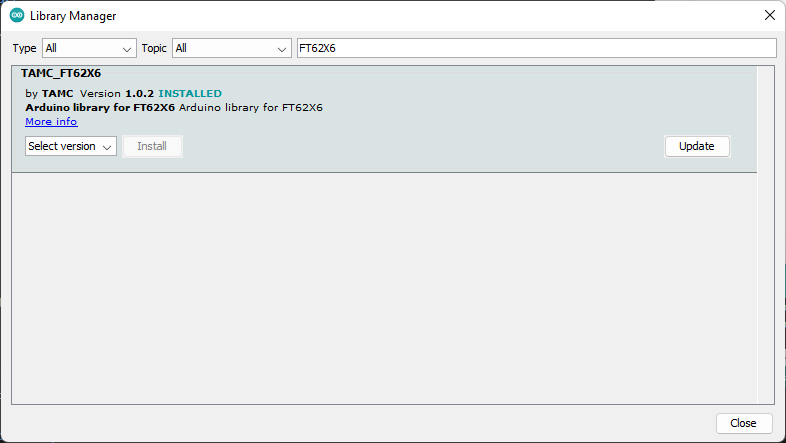 Library Manager
Type All Topic All FT62X6
TAMC_FT62X6
by TAMC Version 1.0.2 INSTALLED
Arduino library for FT62X6 Arduino library for FT62X6
More info
Select version Install Update
Close